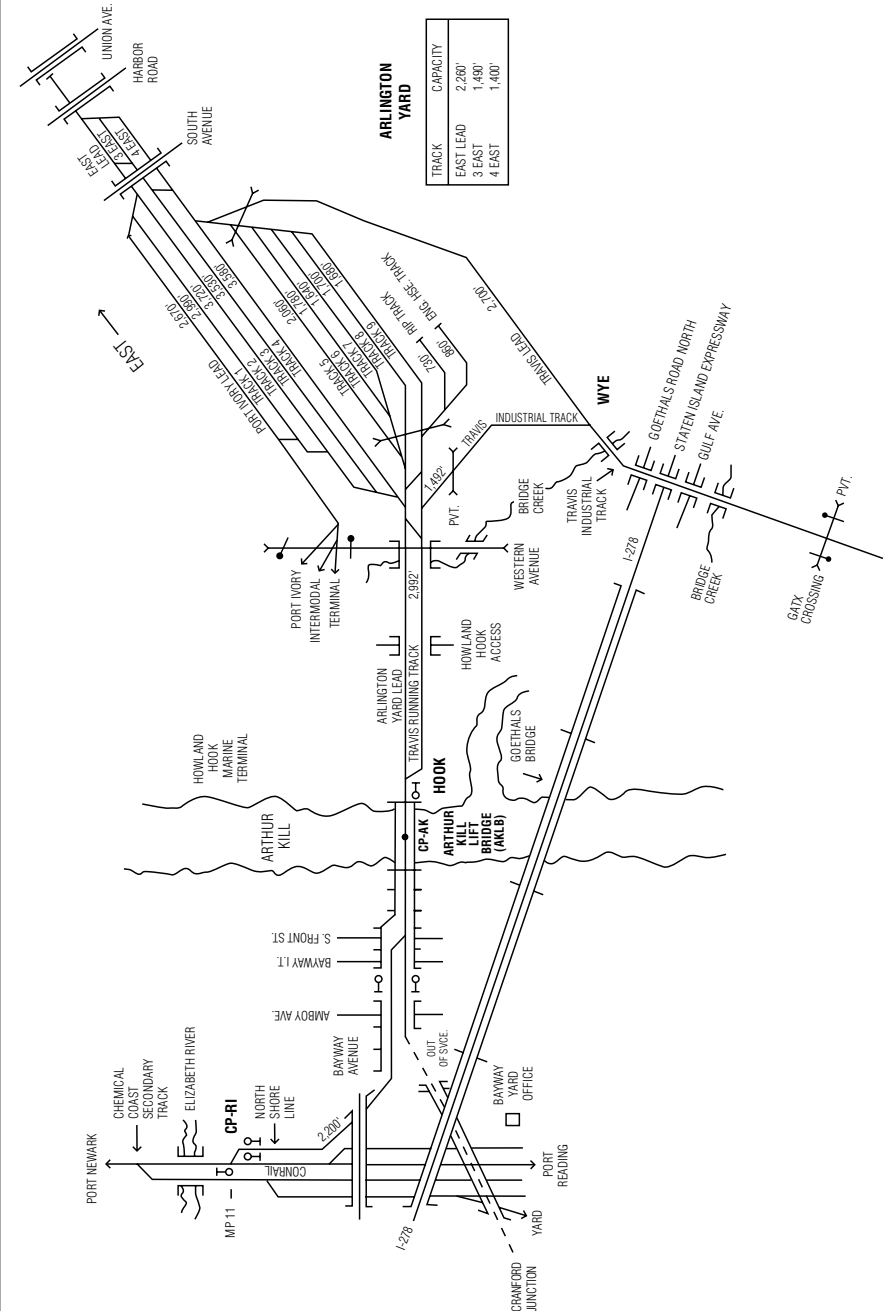 UNION AVE.
HARBOR
ROAD
SOUTH
AVENUE
EAST
LEAD
3 EAST
4 EAST
ARLINGTON
YARD
TRACK CAPACITY
EAST LEAD 2,260'
3 EAST 1,490'
4 EAST 1,400'
EAST
2,670'
2,990'
3,720'
3,530'
3,580'
2,060'
1,780'
1,640'
1,700'
1,680'
PORT IVORY LEAD
TRACK 1
TRACK 2
TRACK 3
TRACK 4
TRACK 5
TRACK 6
TRACK 7
TRACK 8
TRACK 9
730'
RIP TRACK
860'
ENG. HSE. TRACK
2,700'
TRAVIS LEAD
WYE
TRAVIS
INDUSTRIAL TRACK
1,492'
PVT.
BRIDGE
CREEK
TRAVIS
INDUSTRIAL
TRACK
GOETHALS ROAD NORTH
STATEN ISLAND EXPRESSWAY
GULF AVE.
BRIDGE
CREEK
PVT.
GATX
CROSSING
I-278
WESTERN
AVENUE
PORT IVORY
INTERMODAL
TERMINAL
2,992'
HOWLAND
HOOK
ACCESS
ARLINGTON
YARD LEAD
TRAVIS RUNNING TRACK
HOWLAND
HOOK
MARINE
TERMINAL
HOOK
GOETHALS
BRIDGE
ARTHUR
KILL
CP-AK
ARTHUR
KILL
LIFT
BRIDGE
(AKLB)
S. FRONT ST.
BAYWAY I.T.
AMBOY AVE.
BAYWAY
AVENUE
OUT
OF SVCE.
BAYWAY
YARD
OFFICE
CHEMICAL
COAST
SECONDARY
TRACK
ELIZABETH RIVER
CP-RI
NORTH
SHORE
LINE
2,200'
PORT NEWARK
MP 11
CONRAIL
PORT
READING
I-278
YARD
CRANFORD
JUNCTION